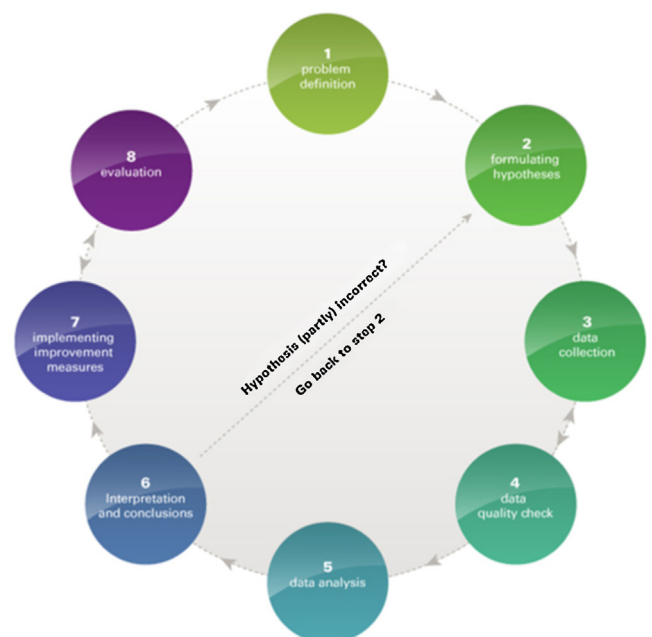 1
problem
definition
2
formulating
hypotheses
3
data
collection
4
data
quality check
5
data analysis
6
Interpretation
and conclusions
7
implementing
improvement
measures
8
evaluation
Hypothesis (partly) incorrect?
Go back to stop 2